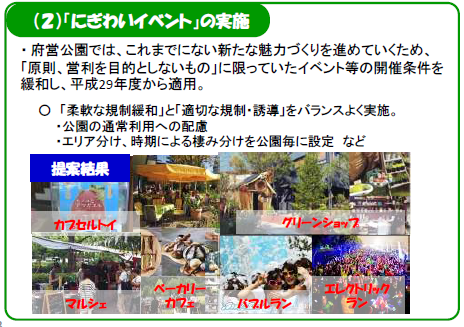 （２）「にぎわいイベント」の実施
・府営公園では、これまでにない新たな魅力づくりを進めていくため、
「原則、営利を目的としないもの」に限っていたイベント等の開催条件を
緩和し、平成29年度から適用。
○ 「柔軟な規制緩和」と「適切な規制・誘導」をバランスよく実施。
・公園の通常利用への配慮
・エリア分け、時期による棲み分けを公園毎に設定 など
提案結果
カプセルトイ
グリーンショップ
マルシェ
ベーカリー
カフェ
バブルラン
エレクトリック
ラン